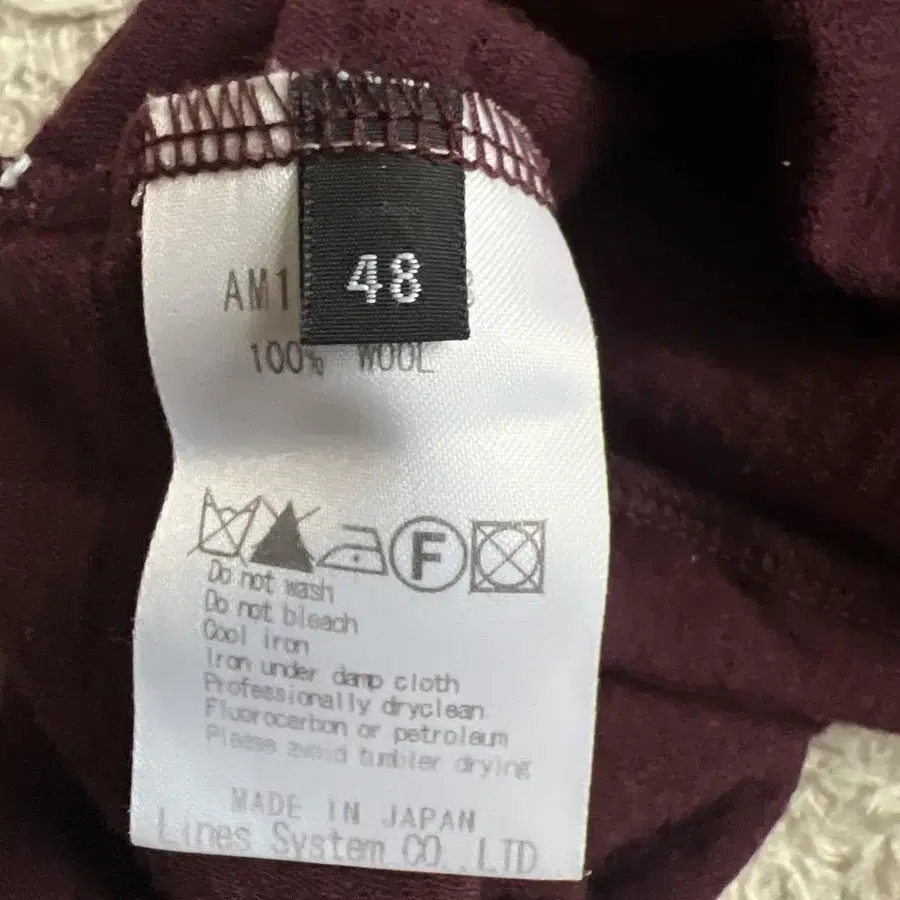 48
AM1
100% WOOL
F
Do not wash
Do not bleach
Cool iron
Iron under damp cloth
Professionally dryclean
Fluorocarbon or petroleum
Please avoid tumbler drying
MADE IN JAPAN
Lines System CO.,LTD